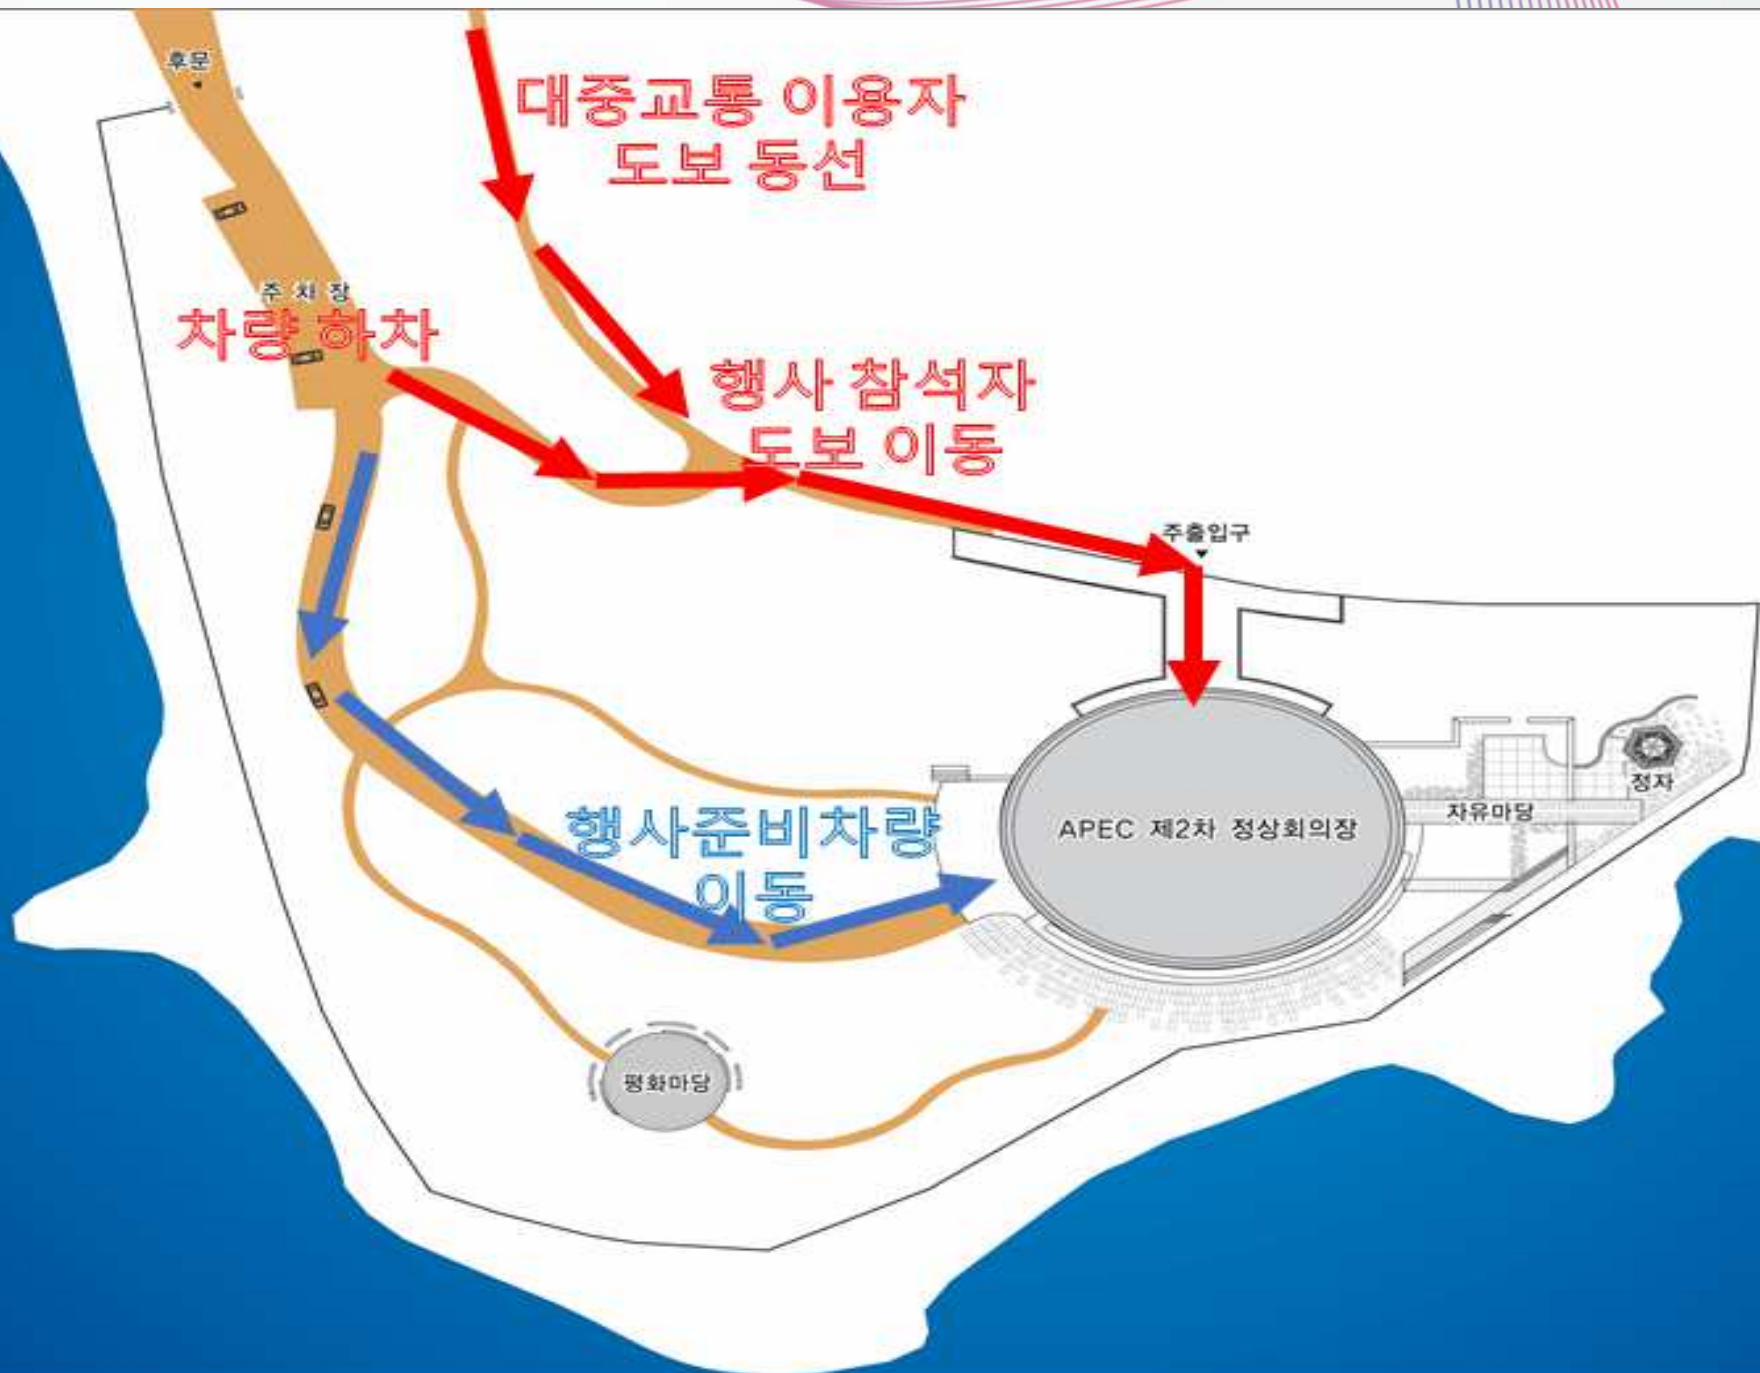 후문
대중교통 이용자
도보 동선
주 차 장
차량 하차
행사 참석자
도보 이동
주출입구
정자
자유마당
행사준비차량
이동
APEC 제2차 정상회의장
평화마당